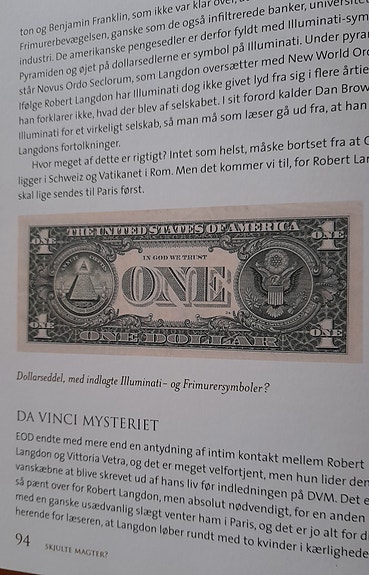 ton og Benjamin Franklin, som ikke var klar over,
Frimurerbevægelsen, ganske som de også infiltrerede banker,
industri. De amerikanske pengesedler er derfor fyldt med Illuminati-sym
Pyramiden og øjet på dollarsedlerne er symbol på Illuminati. Under pyram
står Novus Ordo Seclorum, som Langdon oversætter med New World Ord
Ifølge Robert Langdon har Illuminati dog ikke givet lyd fra sig i flere årtie
han forklarer ikke, hvad der blev af selskabet. I sit forord kalder Dan Brow
Illuminati for et virkeligt selskab, så man må som læser gå ud fra, at han
Langdons fortolkninger.
Hvor meget af dette er rigtigt? Intet som helst, måske bortset fra at C
ligger i Schweiz og Vatikanet i Rom. Men det kommer vi til, for Robert Lan
skal lige sendes til Paris først.
THE UNITED STATES OF AMERICA
1 ONE
ONE 1
IN GOD WE TRUST
ONE
1 ONE
ONE 1
ONE DOLLAR
Dollarseddel, med indlagte Illuminati- og Frimurersymboler?
DA VINCI MYSTERIET
EOD endte med mere end en antydning af intim kontakt mellem Robert
Langdon og Vittoria Vetra, og det er meget velfortjent, men hun lider den
vanskæbne at blive skrevet ud af hans liv før indledningen på DVM. Det e
så pænt over for Robert Langdon, men absolut nødvendigt, for en anden
med en ganske usædvanlig slægt venter ham i Paris, og det er jo alt for di
herende for læseren, at Langdon løber rundt med to kvinder i kærlighede
94 SKJULTE MAGTER?